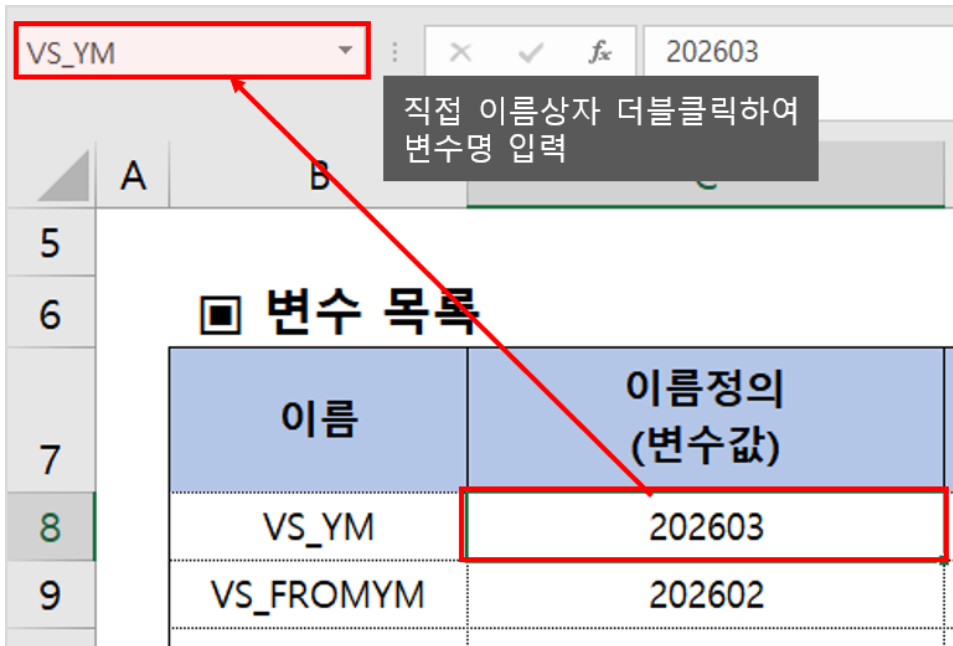 VS_YM
fx
202603
직접 이름상자 더블클릭하여
변수명 입력
A B C
5
6 ▣ 변수 목록
이름정의
이름
(변수값)
7
8 VS_YM 202603
9 VS_FROMYM 202602